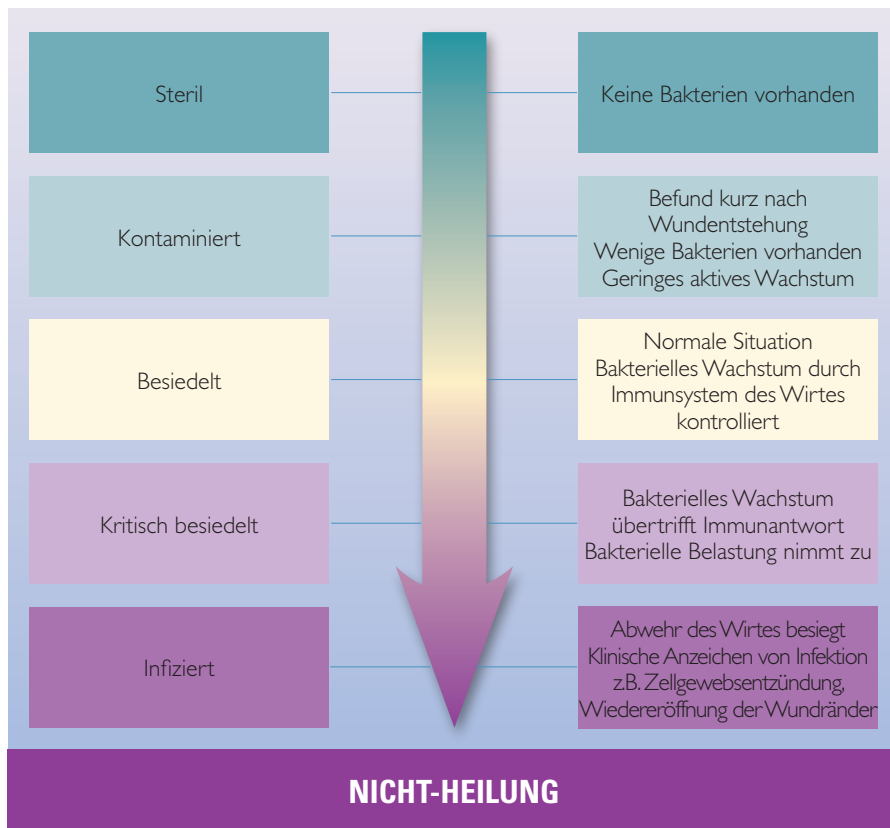 Steril
Keine Bakterien vorhanden
Kontaminiert
Befund kurz nach
Wundentstehung
Wenige Bakterien vorhanden
Geringes aktives Wachstum
Besiedelt
Normale Situation
Bakterielles Wachstum durch
Immunsystem des Wirtes
kontrolliert
Kritisch besiedelt
Bakterielles Wachstum
übertrifft Immunantwort
Bakterielle Belastung nimmt zu
Infiziert
Abwehr des Wirtes besiegt
Klinische Anzeichen von Infektion
z.B. Zellgewebsentzündung,
Wiedereröffnung der Wundränder
NICHT-HEILUNG